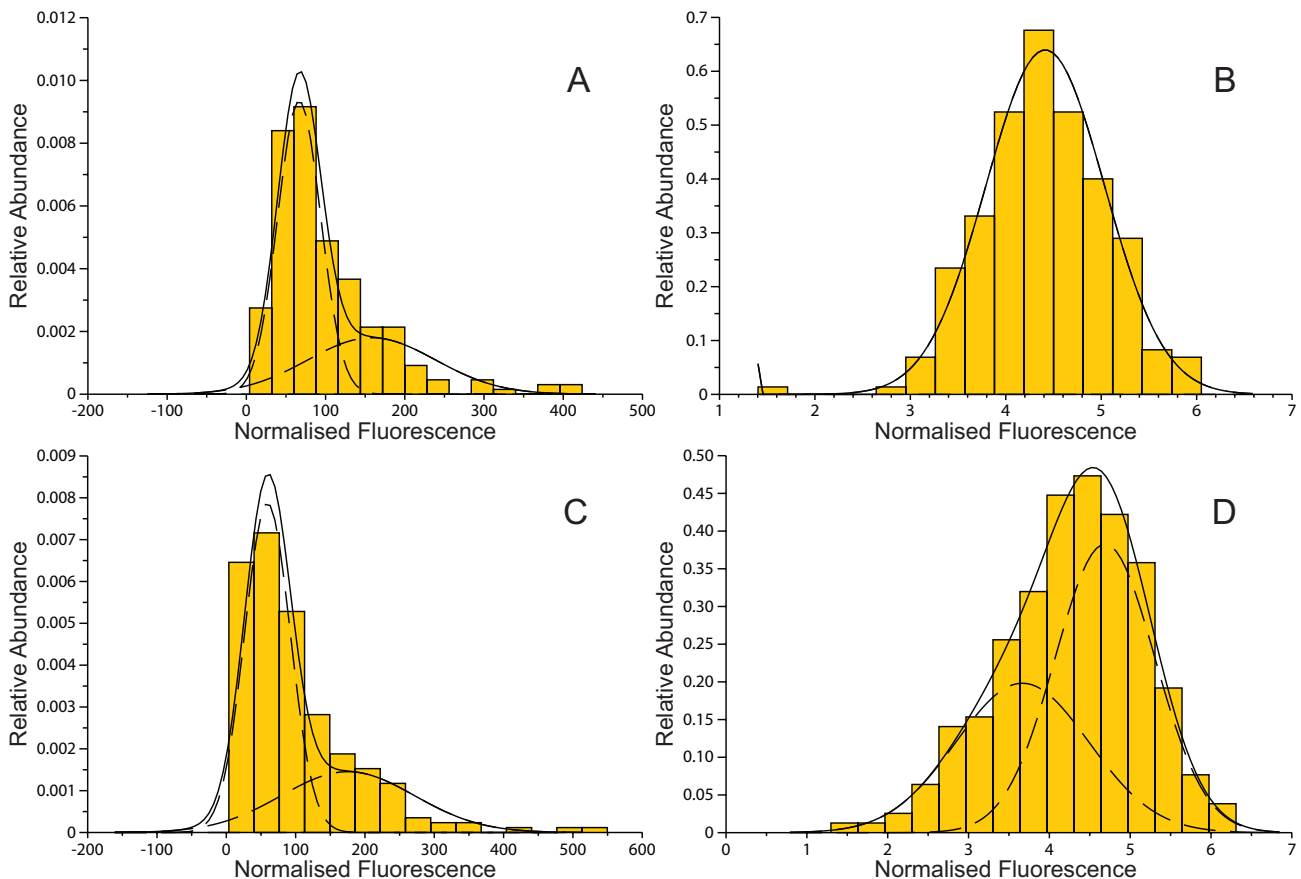 0.012
0.010
0.008
0.006
0.004
0.002
0
-200 -100 0 100 200 300 400 500
Relative Abundance
Normalised Fluorescence
A
0.7
0.6
0.5
0.4
0.3
0.2
0.1
0
1 2 3 4 5 6 7
Relative Abundance
Normalised Fluorescence
B
0.009
0.008
0.007
0.006
0.005
0.004
0.003
0.002
0.001
0
-200 -100 0 100 200 300 400 500 600
Relative Abundance
Normalised Fluorescence
C
0.50
0.45
0.40
0.35
0.30
0.25
0.20
0.15
0.10
0.05
0
0 1 2 3 4 5 6 7
Relative Abundance
Normalised Fluorescence
D